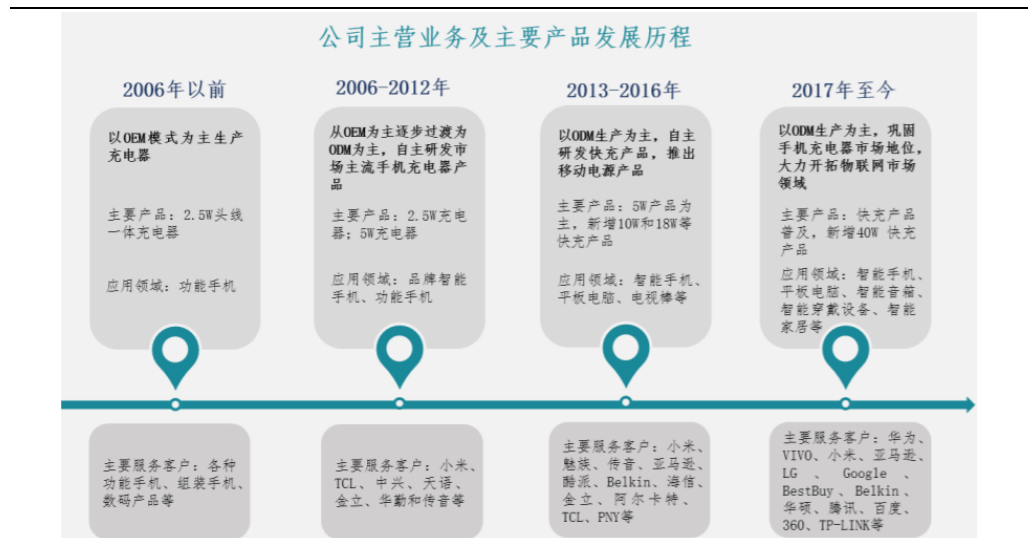 公司主营业务及主要产品发展历程
2006年以前
以OEM模式为主生产
充电器
主要产品：2.5W头线
一体充电器
应用领域：功能手机
主要服务客户：各种
功能手机、组装手机、
数码产品等
2006-2012年
从OEM为主逐步过渡为
ODM为主，自主研发市
场主流手机充电器产
品
主要产品：2.5W充电
器；5W充电器
应用领域：品牌智能
手机、功能手机
主要服务客户：小米、
TCL、中兴、天语、
金立、华勤和传音等
2013-2016年
以ODM生产为主，自主
研发快充产品，推出
移动电源产品
主要产品：5W产品为
主，新增10W和18W等
快充产品
应用领域：智能手机、
平板电脑、电视棒等
主要服务客户：小米、
魅族、传音、亚马逊、
酷派、Belkin、海信、
金立、阿尔卡特、
TCL、PNY等
2017年至今
以ODM生产为主，巩固
手机充电器市场地位，
大力开拓物联网市场
领域
主要产品：快充产品
普及，新增40W 快充
产品
应用领域：智能手机、
平板电脑、智能音箱、
智能穿戴设备、智能
家居等
主要服务客户：华为、
VIVO、小米、亚马逊、
LG 、 Google 、
BestBuy 、 Belkin 、
华硕、腾讯、百度、
360、TP-LINK等